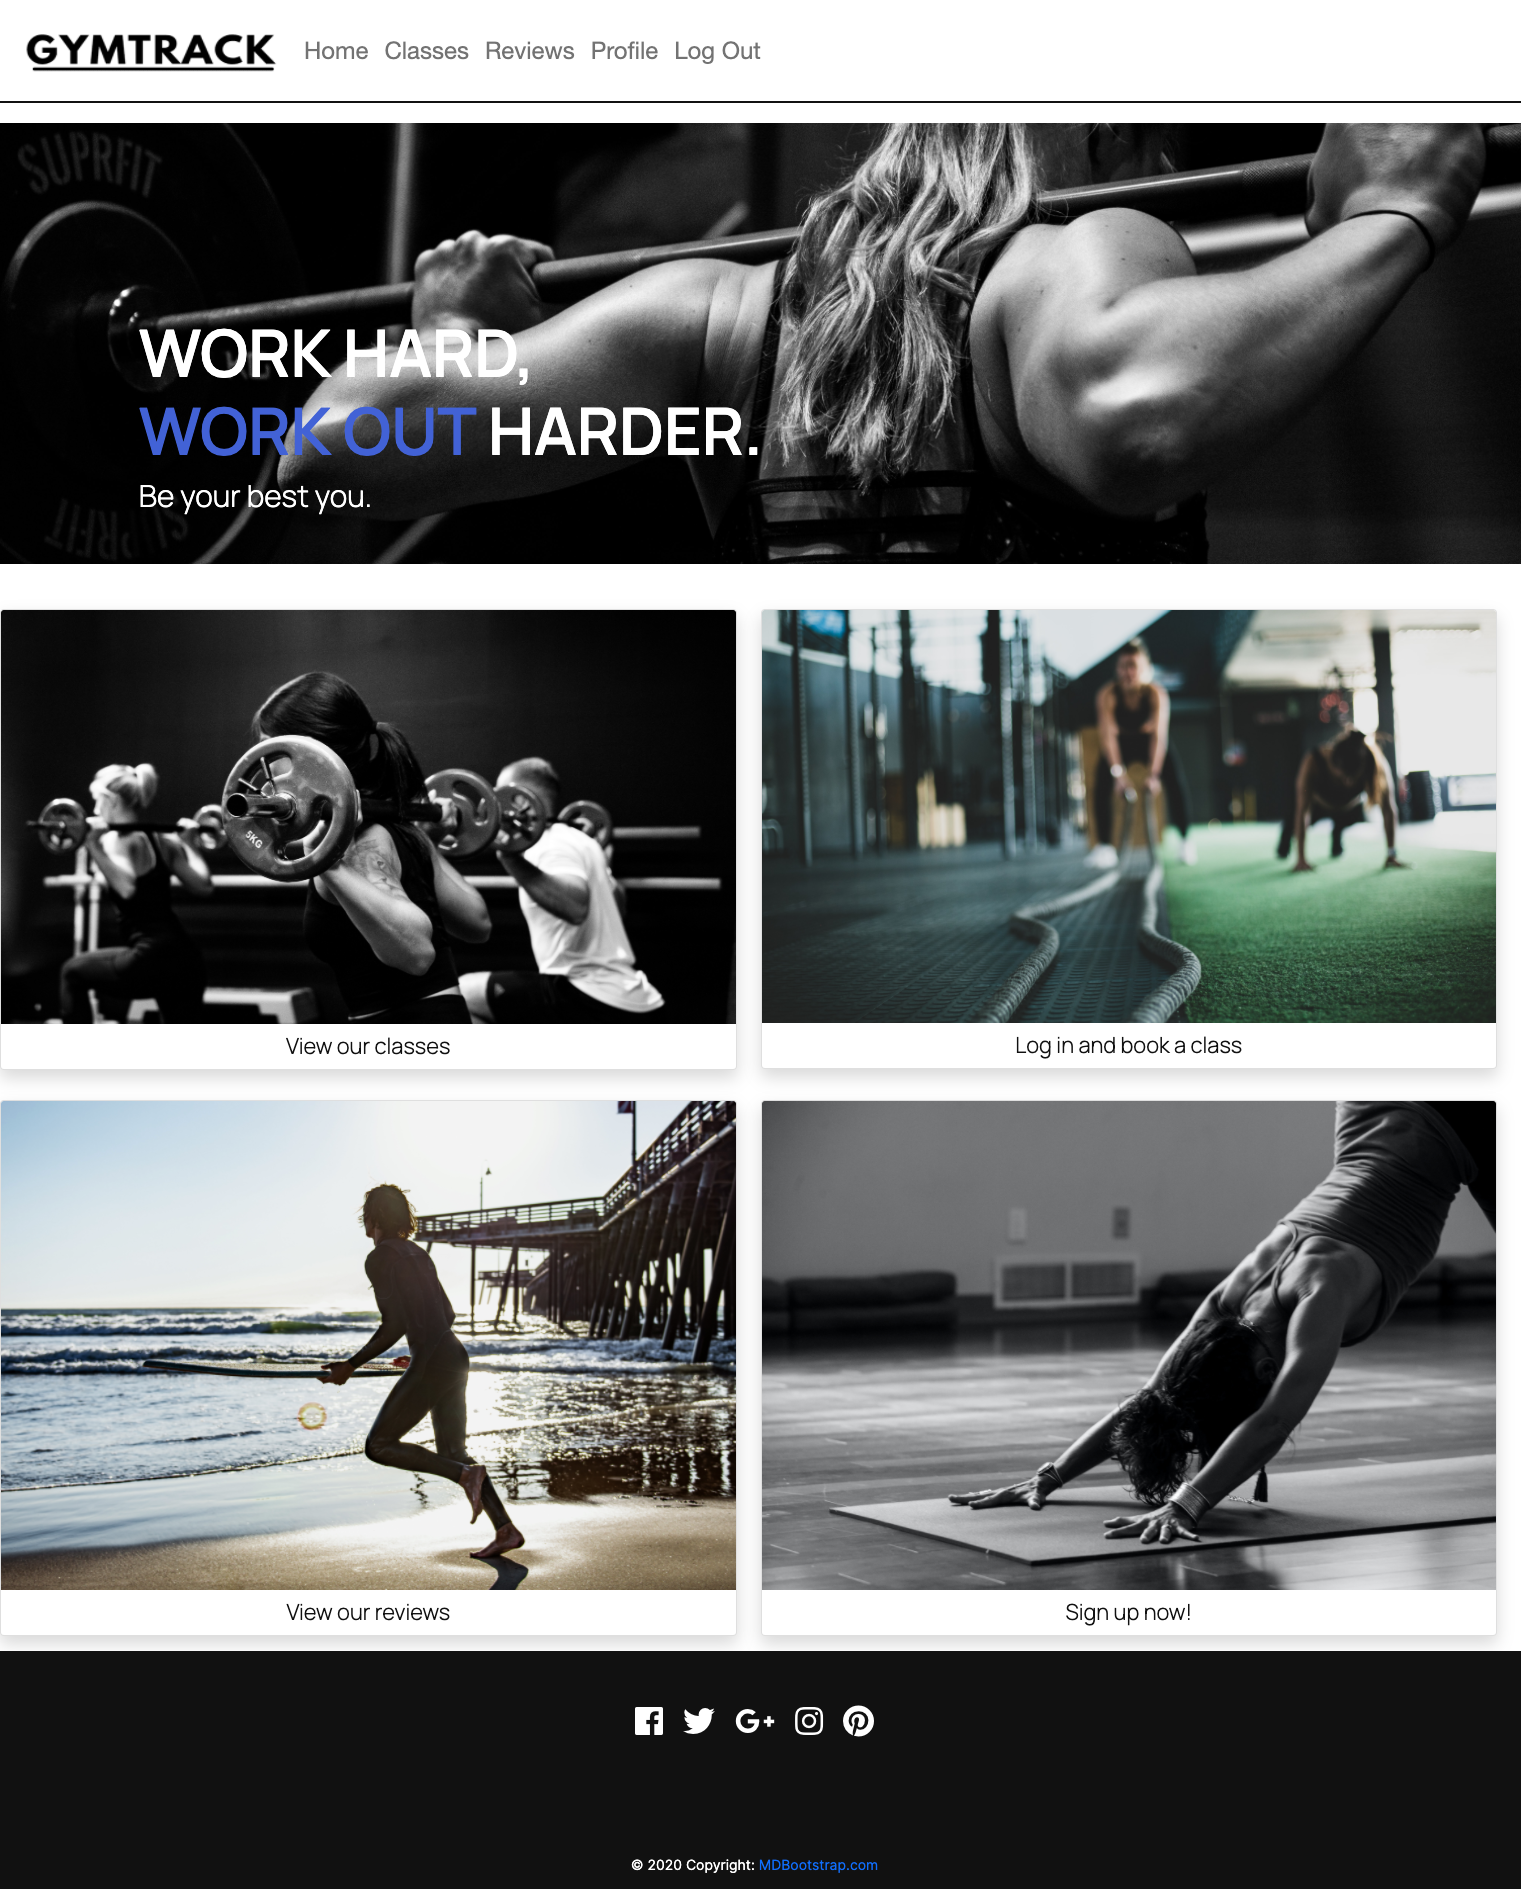 GYMTRACK Home Classes Reviews Profile Log Out
SUPRFIT
WORK HARD,
WORK OUT HARDER.
Be your best you.
SUPRFIT
5KG
View our classes
Log in and book a class
View our reviews
Sign up now!
© 2020 Copyright: MDBootstrap.com